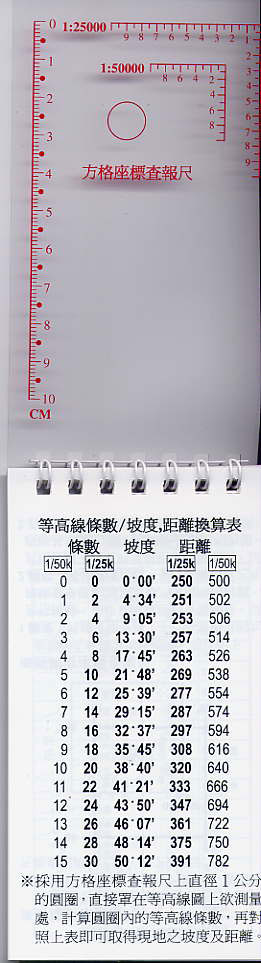 0
1:25000
9 8 7 6 5 4 3 2 1
1:50000
8 6 4 2
1
2
2
3
4
4
6
5
8
6
7
8
9
1
2
3
4
5
6
7
8
9
10
CM
方格座標查報尺
等高線條數/坡度,距離換算表
條數 坡度 距離
1/50k 1/25k 1/25k 1/50k
0 0 0°00' 250 500
1 2 4°34' 251 502
2 4 9°05' 253 506
3 6 13°30' 257 514
4 8 17°45' 263 526
5 10 21°48' 269 538
6 12 25°39' 277 554
7 14 29°15' 287 574
8 16 32°37' 297 594
9 18 35°45' 308 616
10 20 38°40' 320 640
11 22 41°21' 333 666
12 24 43°50' 347 694
13 26 46°07' 361 722
14 28 48°14' 375 750
15 30 50°12' 391 782
※採用方格座標查報尺上直徑1公分
的圓圈,直接罩在等高線圖上欲測量
處,計算圓圈內的等高線條數,再對
照上表即可取得現地之坡度及距離。